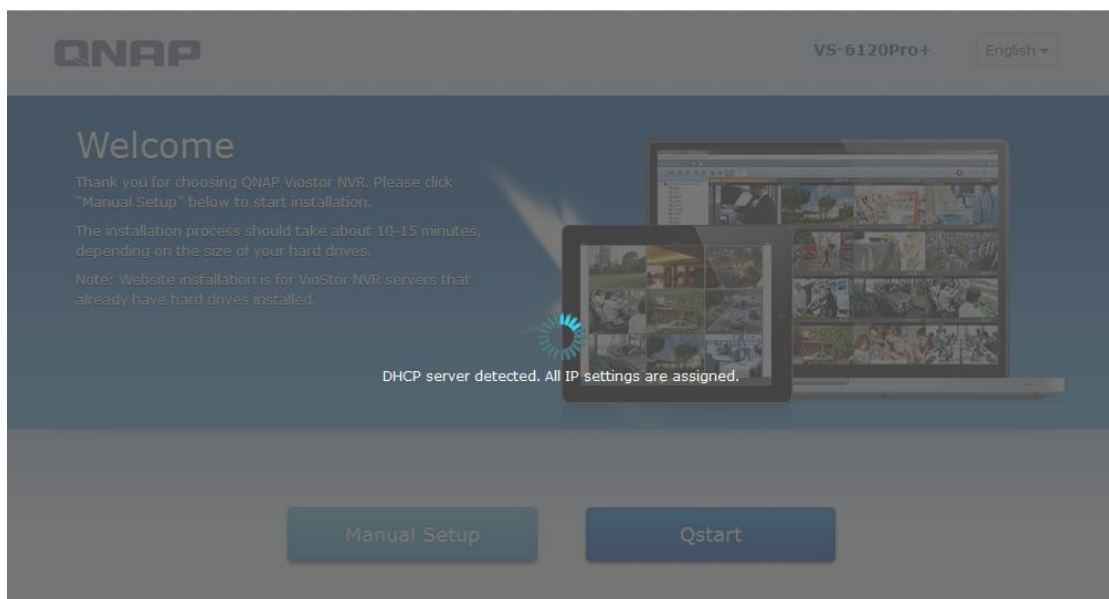 QNAP
VS-6120Pro+
English
Welcome
Thank you for choosing QNAP Viostor NVR. Please click
"Manual Setup" below to start installation.
The installation process should take about 10-15 minutes,
depending on the size of your hard drives.
Note: Website installation is for VioStor NVR servers that
already have hard drives installed.
DHCP server detected. All IP settings are assigned.
Manual Setup
Qstart